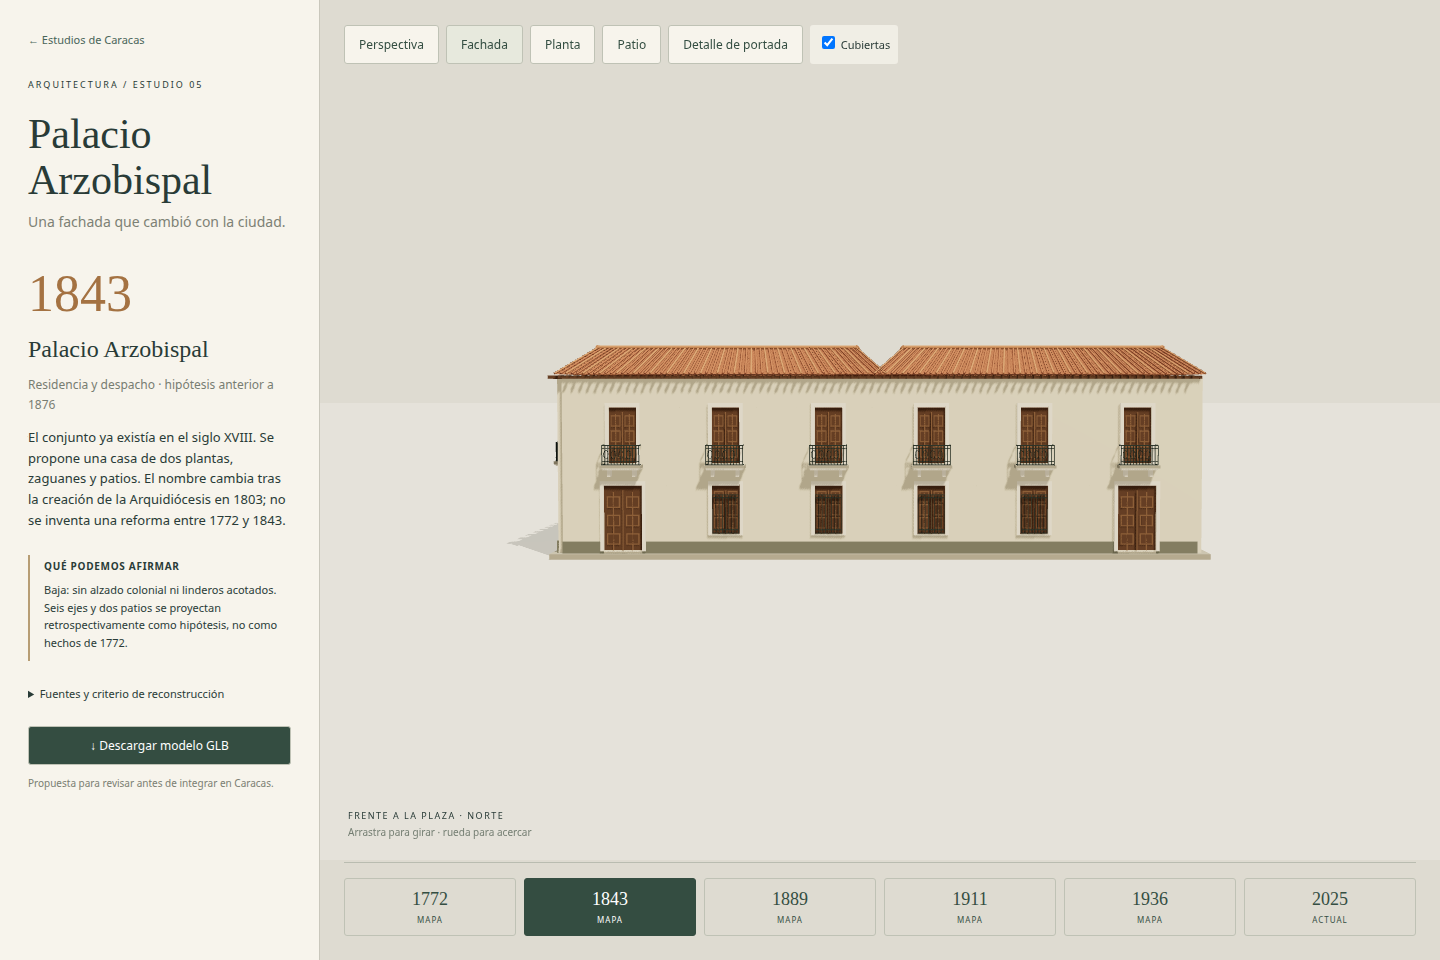 ← Estudios de Caracas
ARQUITECTURA / ESTUDIO 05
Palacio
Arzobispal
Una fachada que cambió con la ciudad.
1843
Palacio Arzobispal
Residencia y despacho · hipótesis anterior a
1876
El conjunto ya existía en el siglo XVIII. Se
propone una casa de dos plantas,
zaguanes y patios. El nombre cambia tras
la creación de la Arquidiócesis en 1803; no
se inventa una reforma entre 1772 y 1843.
QUÉ PODEMOS AFIRMAR
Baja: sin alzado colonial ni linderos acotados.
Seis ejes y dos patios se proyectan
retrospectivamente como hipótesis, no como
hechos de 1772.
Fuentes y criterio de reconstrucción
↓ Descargar modelo GLB
Propuesta para revisar antes de integrar en Caracas.
Perspectiva
Fachada
Planta
Patio
Detalle de portada
Cubiertas
FRENTE A LA PLAZA · NORTE
Arrastra para girar · rueda para acercar
1772
MAPA
1843
MAPA
1889
MAPA
1911
MAPA
1936
MAPA
2025
ACTUAL